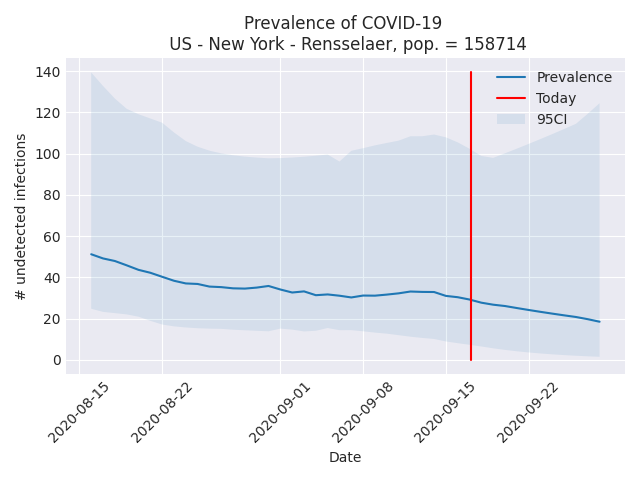 Prevalence of COVID-19
US - New York - Rensselaer, pop. = 158714
Prevalence
Today
95CI
# undetected infections
140
120
100
80
60
40
20
0
2020-08-15
2020-08-22
2020-09-01
2020-09-08
2020-09-15
2020-09-22
Date